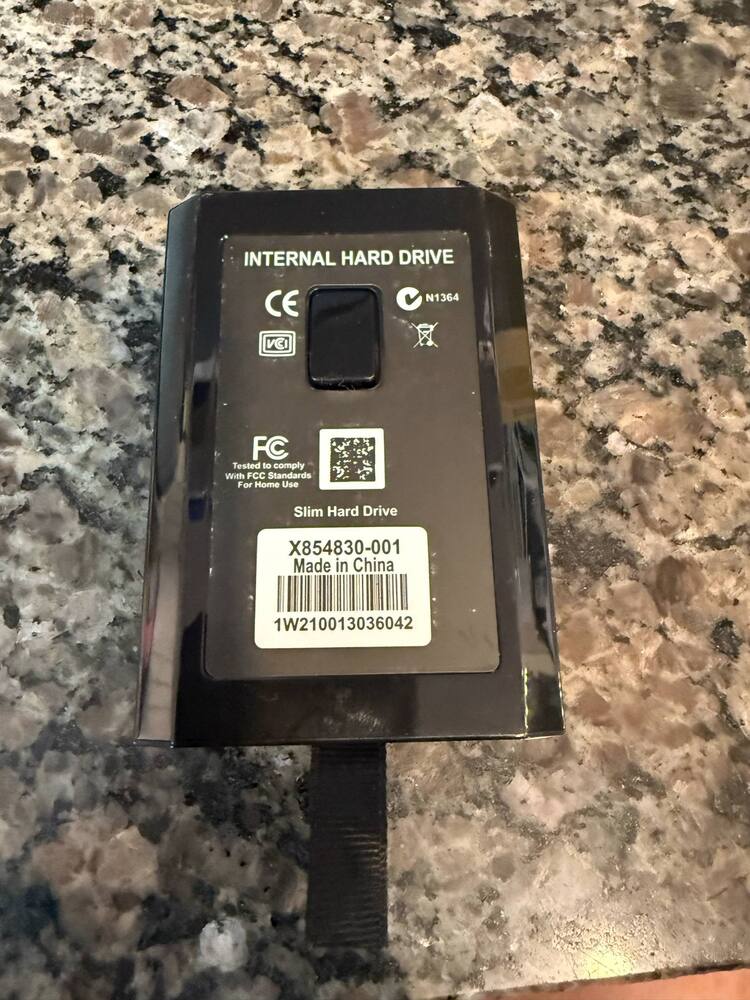 INTERNAL HARD DRIVE
CE
N1364
VCI
FC
Tested to comply
With FCC Standards
For Home Use
Slim Hard Drive
X854830-001
Made in China
1W210013036042